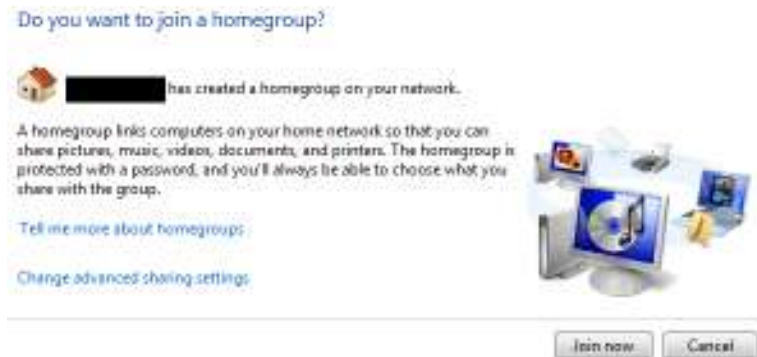 Do you want to join a homegroup?
has created a homegroup on your network.
A homegroup links computers on your home network so that you can
share pictures, music, videos, documents, and printers. The homegroup is
protected with a password, and you'll always be able to choose what you
share with the group.
Tell me more about homegroups
Change advanced sharing settings
Join now Cancel